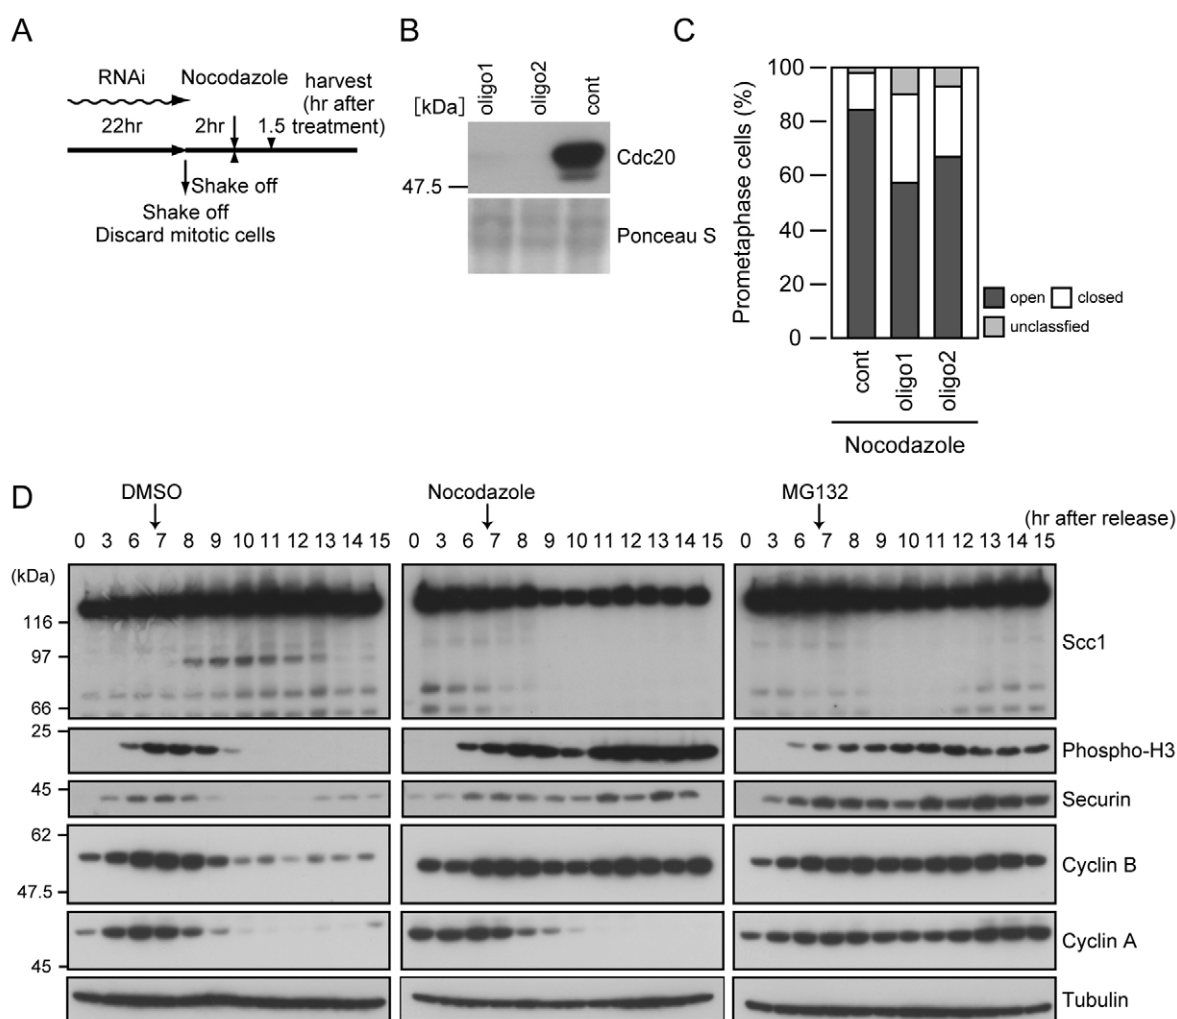 A
RNAi
Nocodazole
harvest
(hr after
treatment)
22hr
2hr
1.5
Shake off
Shake off
Discard mitotic cells
B
[kDa]
oligo1
oligo2
cont
Cdc20
47.5
Ponceau S
C
Prometaphase cells (%)
100
80
60
40
20
0
open
closed
unclassfied
cont
oligo1
oligo2
Nocodazole
D
DMSO
Nocodazole
MG132
(hr after release)
0 3 6 7 8 9 10 11 12 13 14 15
0 3 6 7 8 9 10 11 12 13 14 15
0 3 6 7 8 9 10 11 12 13 14 15
(kDa)
116
97
66
Scc1
25
Phospho-H3
45
Securin
62
47.5
Cyclin B
Cyclin A
45
Tubulin